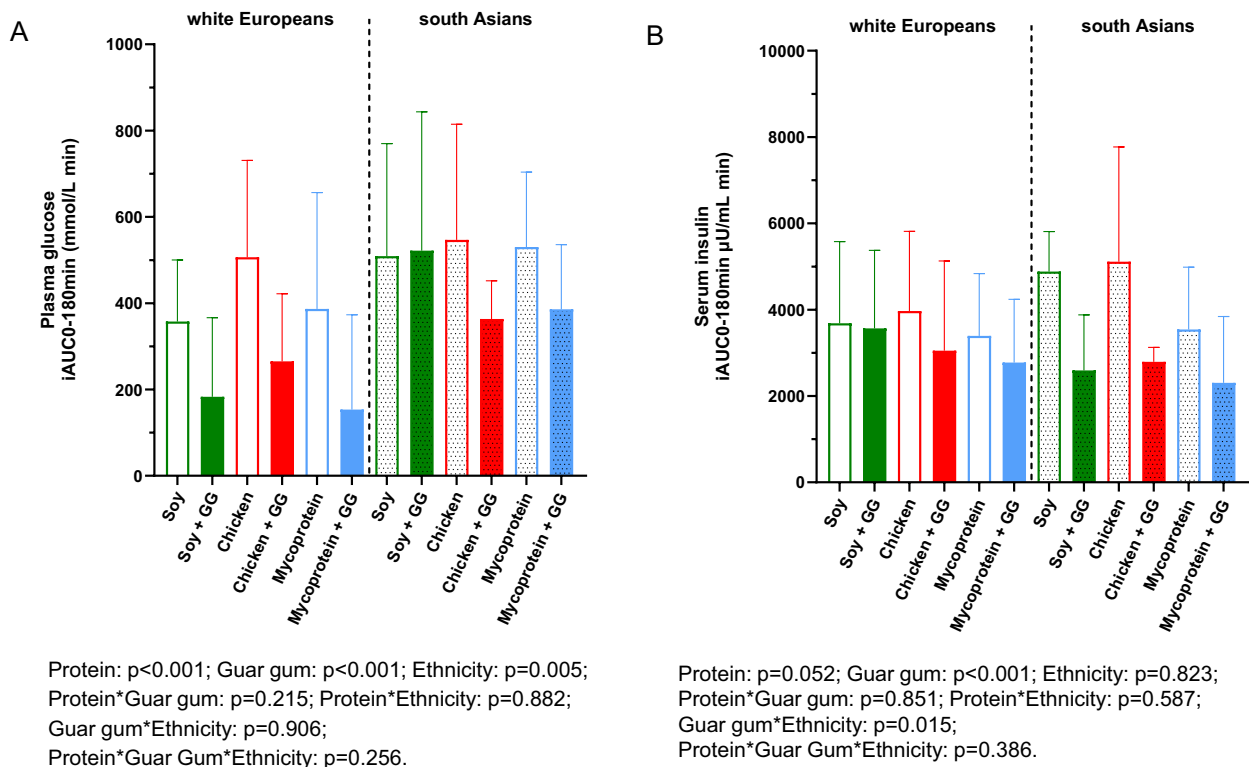 A
white Europeans
south Asians
Plasma glucose
iAUC0-180min (mmol/L min)
1000
800
600
400
200
0
Soy
Soy + GG
Chicken
Chicken + GG
Mycoprotein
Mycoprotein + GG
Soy
Soy + GG
Chicken
Chicken + GG
Mycoprotein
Mycoprotein + GG
Protein: p<0.001; Guar gum: p<0.001; Ethnicity: p=0.005;
Protein*Guar gum: p=0.215; Protein*Ethnicity: p=0.882;
Guar gum*Ethnicity: p=0.906;
Protein*Guar Gum*Ethnicity: p=0.256.
B
white Europeans
south Asians
Serum insulin
iAUC0-180min µU/mL min)
10000
8000
6000
4000
2000
0
Soy
Soy + GG
Chicken
Chicken + GG
Mycoprotein
Mycoprotein + GG
Soy
Soy + GG
Chicken
Chicken + GG
Mycoprotein
Mycoprotein + GG
Protein: p=0.052; Guar gum: p<0.001; Ethnicity: p=0.823;
Protein*Guar gum: p=0.851; Protein*Ethnicity: p=0.587;
Guar gum*Ethnicity: p=0.015;
Protein*Guar Gum*Ethnicity: p=0.386.